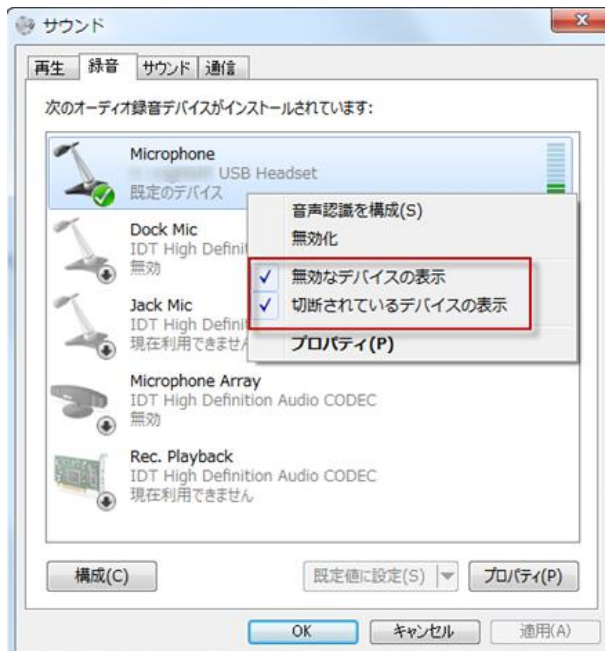 サウンド
再生
録音
サウンド
通信
次のオーディオ録音デバイスがインストールされています:
Microphone
USB Headset
既定のデバイス
音声認識を構成(S)
無効化
無効なデバイスの表示
切断されているデバイスの表示
プロパティ(P)
Dock Mic
IDT High
無効
Jack Mic
IDT High
現在利用できませ
Microphone Array
IDT High Definition Audio CODEC
無効
Rec. Playback
IDT High Definition Audio CODEC
現在利用できません
構成(C)
既定値に設定(S)
プロパティ(P)
OK
キャンセル
適用(A)